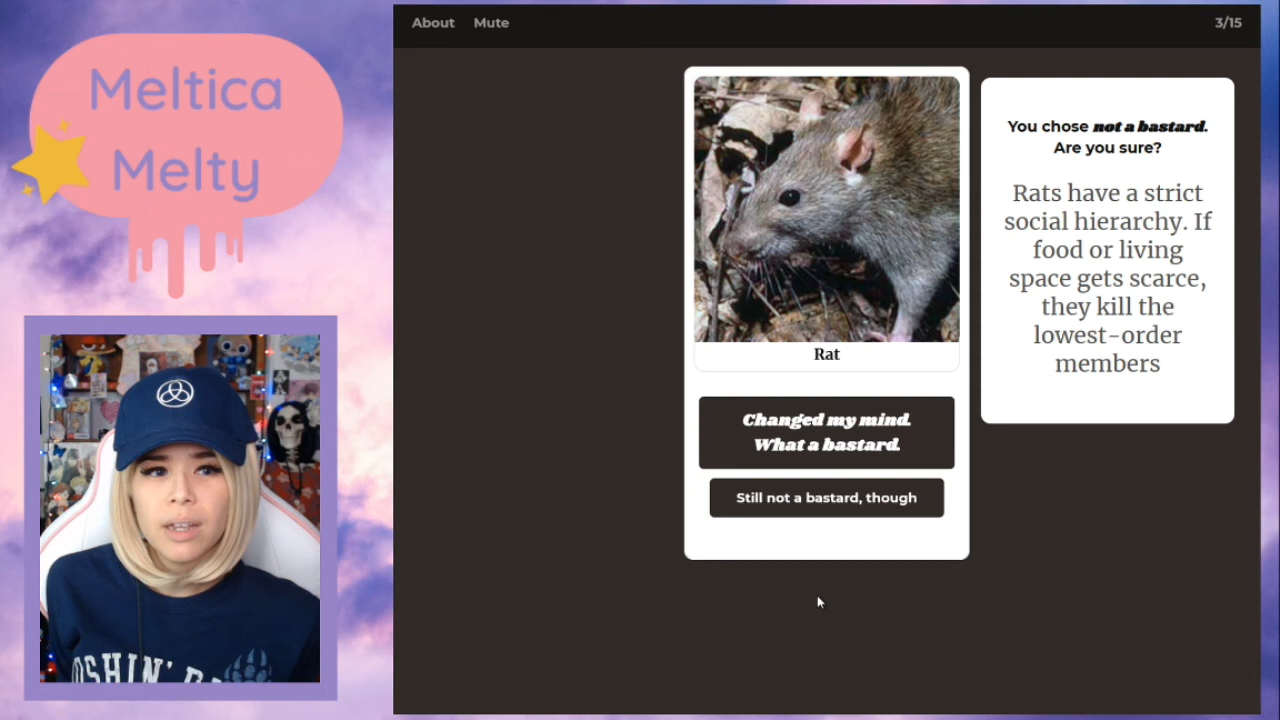 Meltica
Melty
About Mute 3/15
Rat
Changed my mind.
What a bastard.
Still not a bastard, though
You chose not a bastard.
Are you sure?
Rats have a strict
social hierarchy. If
food or living
space gets scarce,
they kill the
lowest-order
members